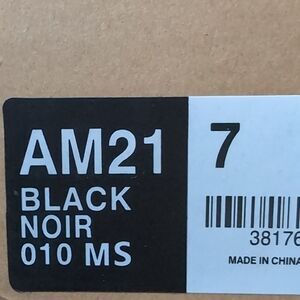 AM21
BLACK
NOIR
010 MS
7
38176
MADE IN CHINA